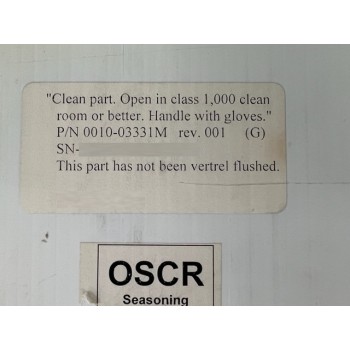 "Clean part. Open in class 1,000 clean
room or better. Handle with gloves."
P/N 0010-03331M rev. 001 (G)
SN-
This part has not been vertrel flushed.
OSCR
Seasoning